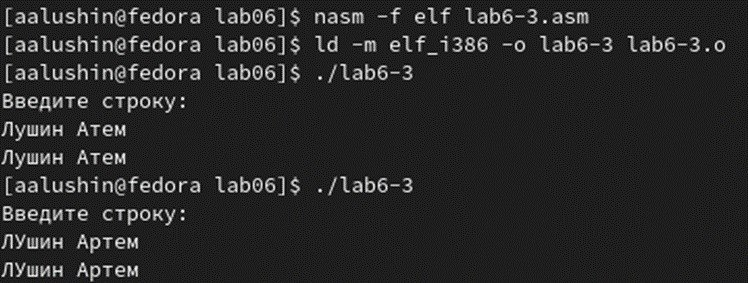 [aalushin@fedora lab06]$ nasm -f elf lab6-3.asm
[aalushin@fedora lab06]$ ld -m elf_i386 -o lab6-3 lab6-3.o
[aalushin@fedora lab06]$ ./lab6-3
Введите строку:
Лушин Атем
Лушин Атем
[aalushin@fedora lab06]$ ./lab6-3
Введите строку:
ЛУшин Артем
ЛУшин Артем